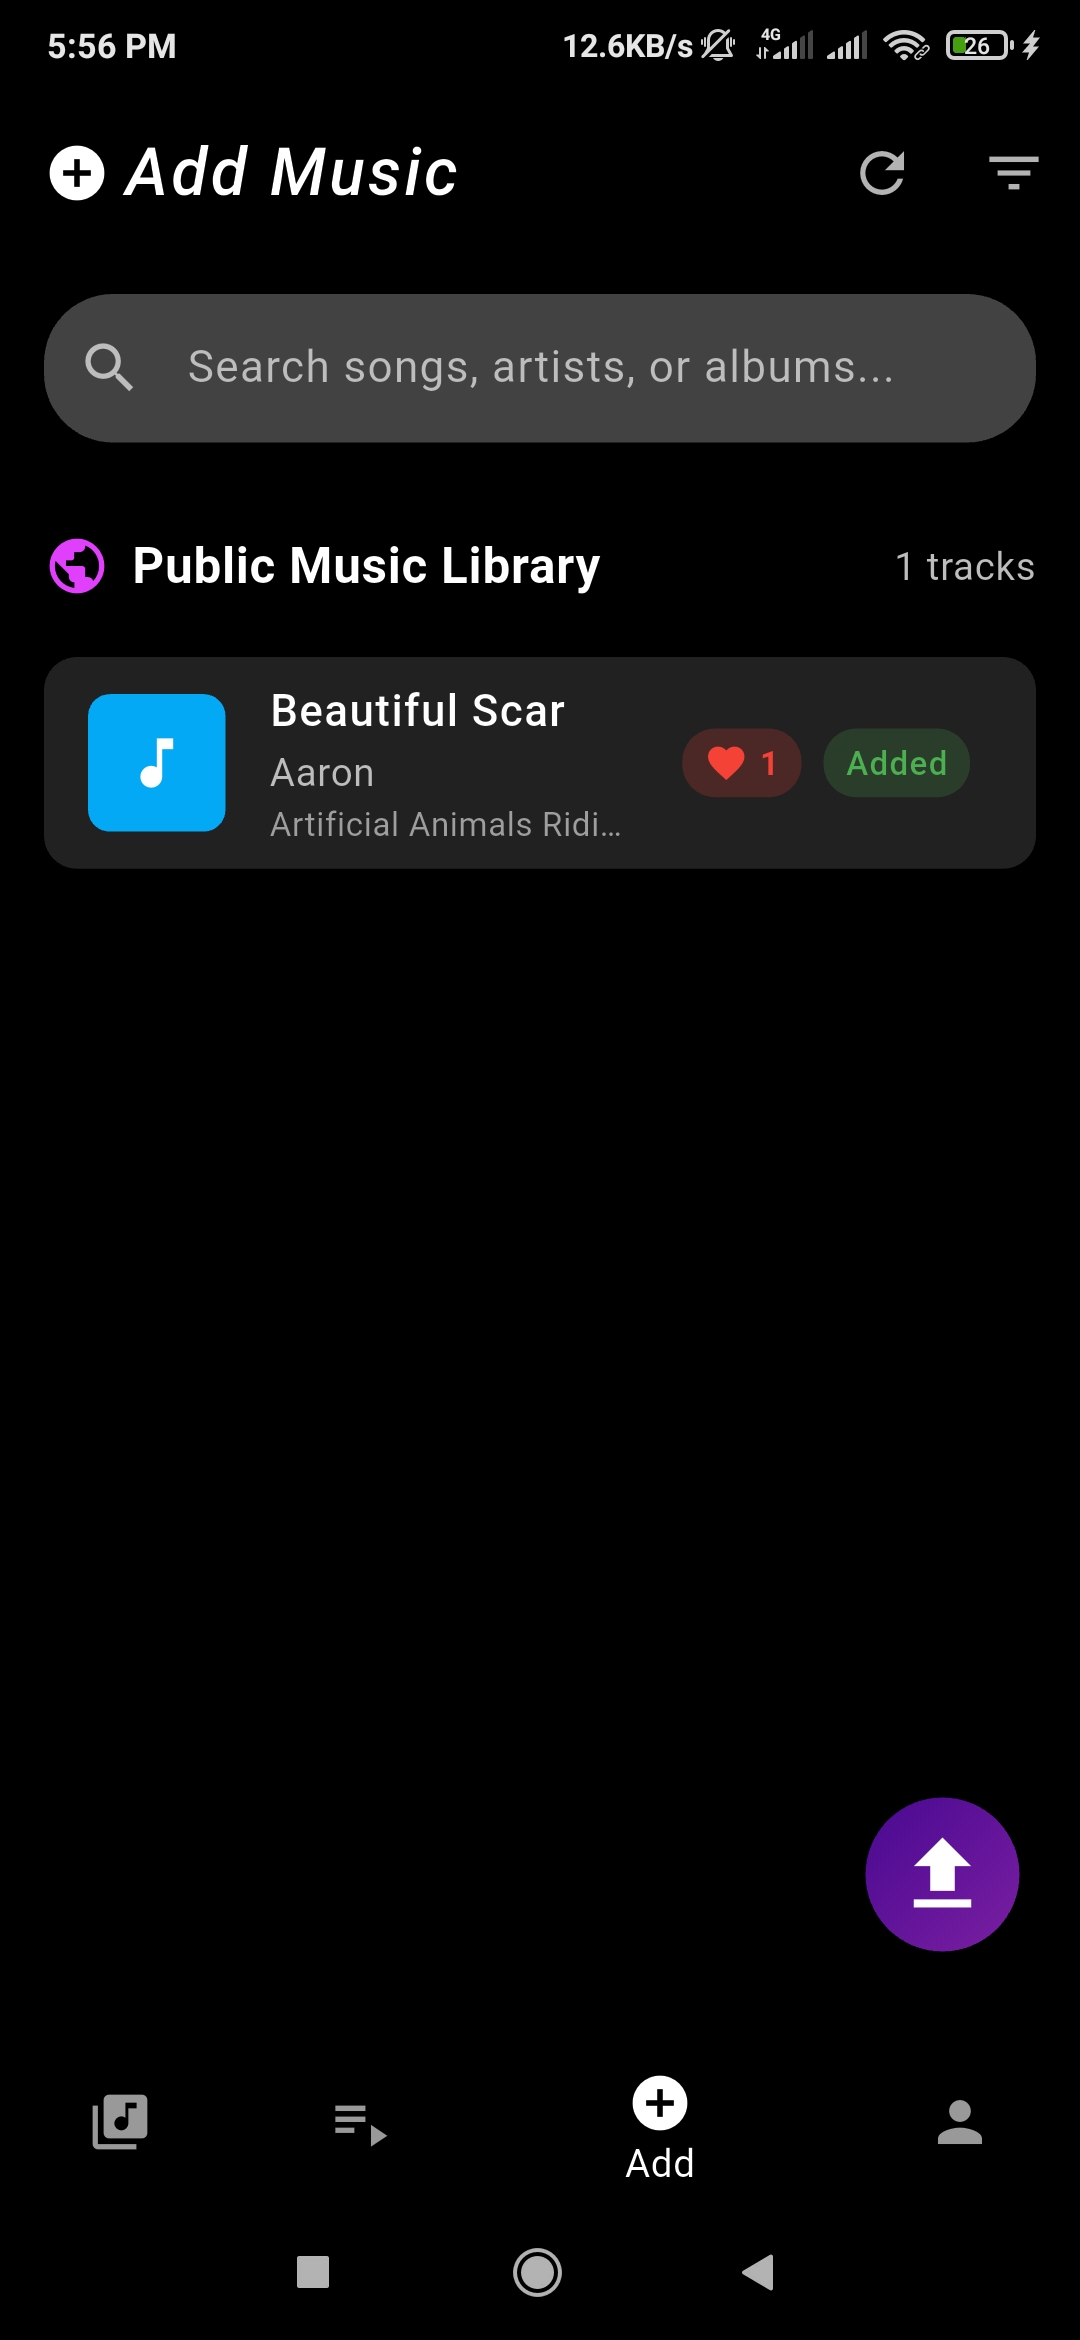 5:56 PM 12.6KB/s 4G 26
Add Music
Search songs, artists, or albums...
Public Music Library 1 tracks
Beautiful Scar
Aaron
Artificial Animals Ridi...
1 Added
Add